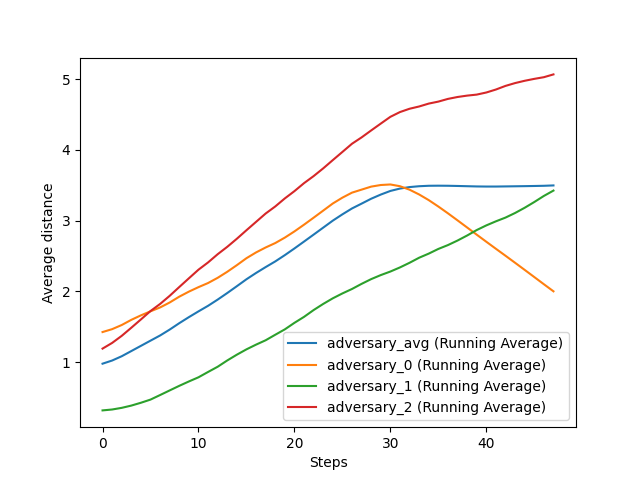 5
4
3
2
1
Average distance
adversary_avg (Running Average)
adversary_0 (Running Average)
adversary_1 (Running Average)
adversary_2 (Running Average)
0 10 20 30 40
Steps